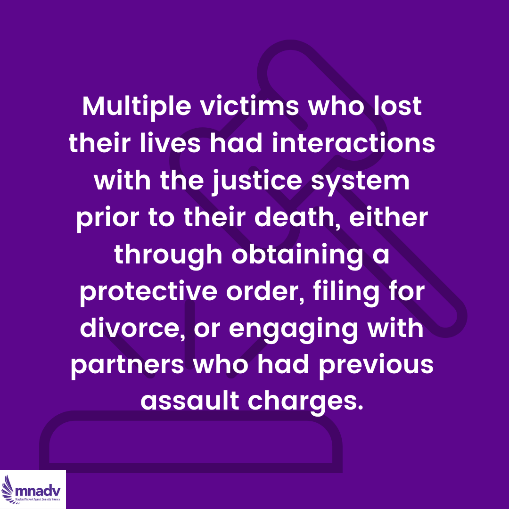 Multiple victims who lost
their lives had interactions
with the justice system
prior to their death, either
through obtaining a
protective order, filing for
divorce, or engaging with
partners who had previous
assault charges.
mnadv